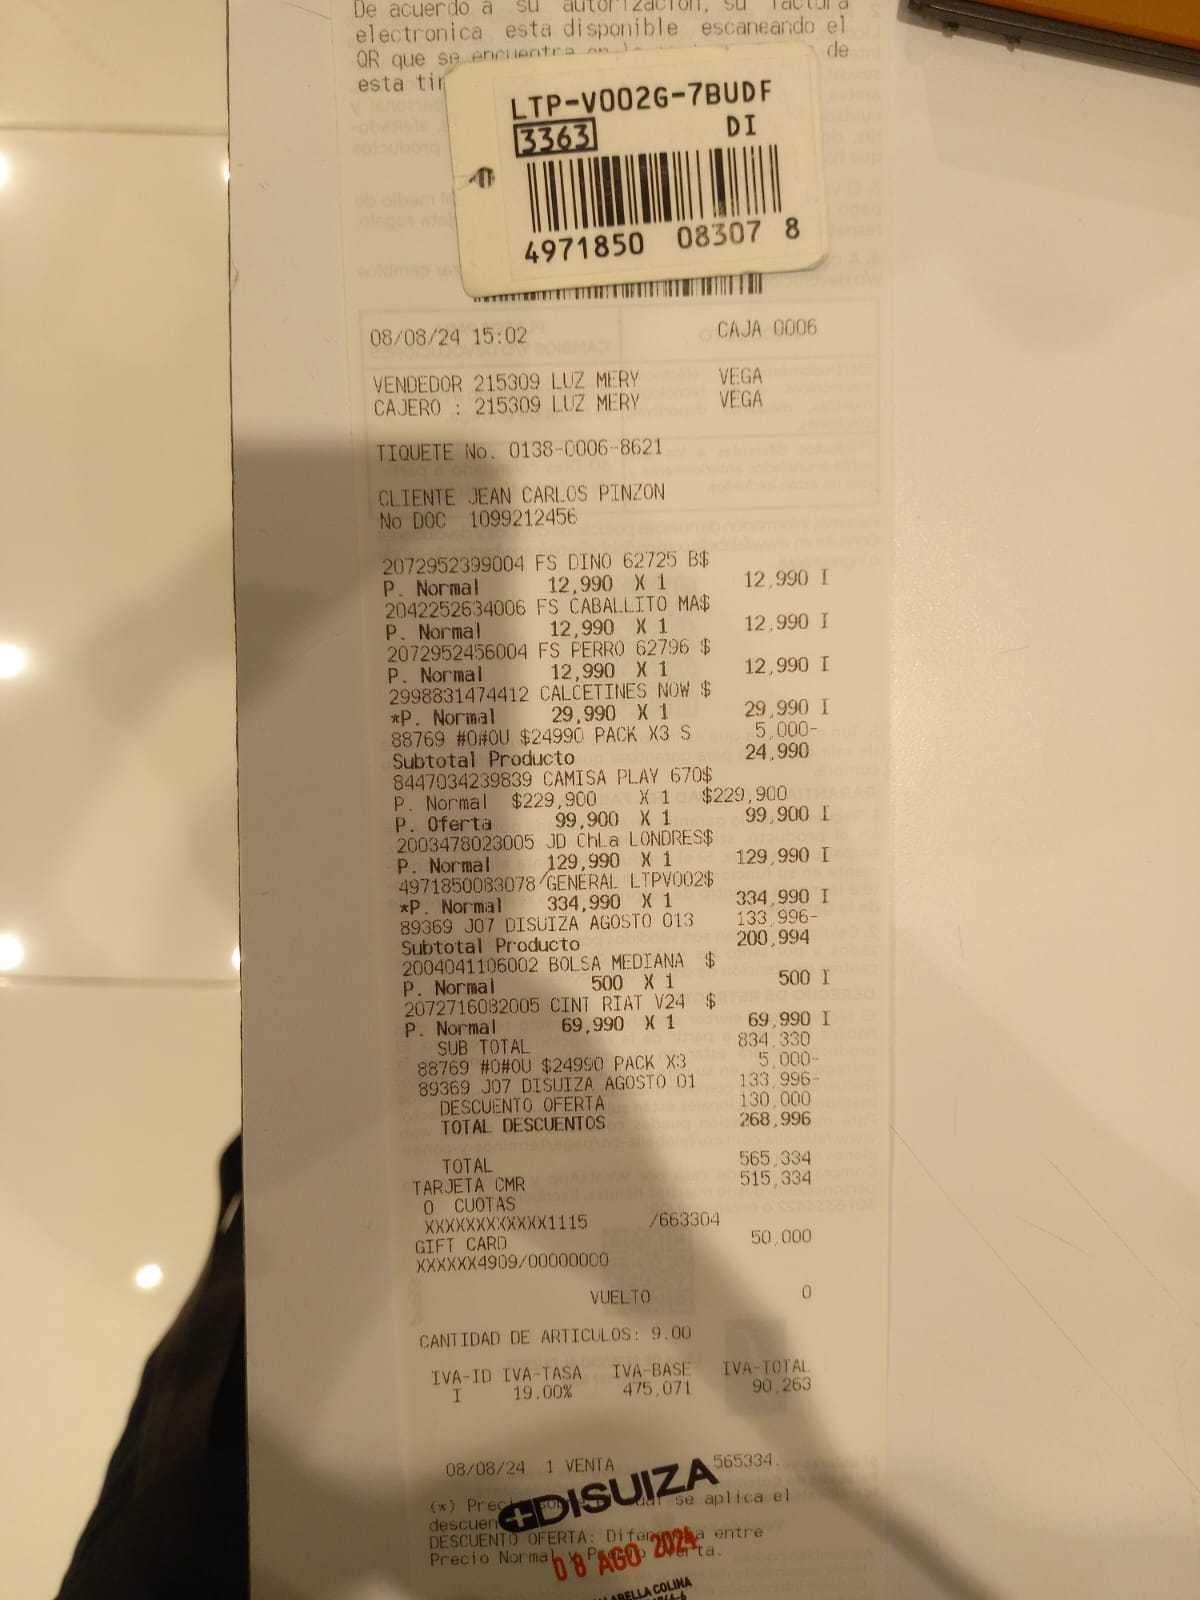 De acuerdo a su autorización, su factura
electronica esta disponible escaneando el
QR que se encuentra en de
esta
LTP-V002G-7BUDF
3363 DI
4971850 08307 8
08/08/24 15:02 CAJA 0006
VENDEDOR 215309 LUZ MERY VEGA
CAJERO : 215309 LUZ MERY VEGA
TIQUETE No. 0138-0006-8621
CLIENTE JEAN CARLOS PINZON
No DOC 1099212456
2072952399004 FS DINO 62725 B$
P. Normal 12,990 X 1 12,990 I
2042252634006 FS CABALLITO MA$
P. Normal 12,990 X 1 12,990 I
2072952456004 FS PERRO 62796 $
P. Normal 12,990 X 1 12,990 I
2998831474412 CALCETINES NOW $
*P. Normal 29,990 X 1 29,990 I
88769 #0#0U $24990 PACK X3 S 5,000-
Subtotal Producto 24,990
8447034239839 CAMISA PLAY 670$
P. Normal $229,900 X 1 $229,900
P. Oferta 99,900 X 1 99,900 I
2003478023005 JD ChLa LONDRES$
P. Normal 129,990 X 1 129,990 I
4971850083078 GENERAL LTPV002$
*P. Normal 334,990 X 1 334,990 I
89369 J07 DISUIZA AGOSTO 013 133,996-
Subtotal Producto 200,994
2004041106002 BOLSA MEDIANA $
P. Normal 500 X 1 500 I
2072716082005 CINT RIAT V24 $
P. Normal 69,990 X 1 69,990 I
SUB TOTAL 834,330
88769 #0#0U $24990 PACK X3 5,000-
89369 J07 DISUIZA AGOSTO 01 133,996-
DESCUENTO OFERTA 130,000
TOTAL DESCUENTOS 268,996
TOTAL 565,334
TARJETA CMR 515,334
0 CUOTAS
XXXXXXXXXXXX1115 /663304
GIFT CARD 50,000
XXXXXX4909/00000000
VUELTO 0
CANTIDAD DE ARTICULOS: 9.00
IVA-ID IVA-TASA IVA-BASE IVA-TOTAL
I 19.00% 475,071 90,263
08/08/24 1 VENTA 565334.
DISUIZA
(*) se aplica el
DESCUENTO OFERTA: entre
Precio Normal
08 AGO 2024
COLINA